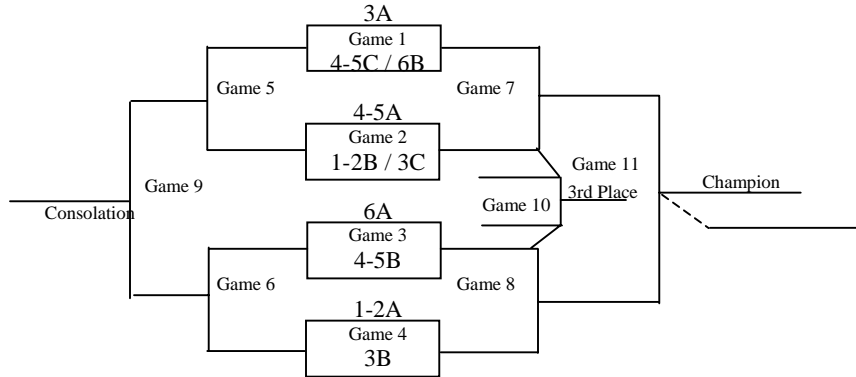 3A
Game 1
4-5C / 6B
Game 5
Game 7
4-5A
Game 2
1-2B / 3C
Game 11
Game 9
3rd Place
Champion
Consolation
Game 10
6A
Game 3
4-5B
Game 6
Game 8
1-2A
Game 4
3B